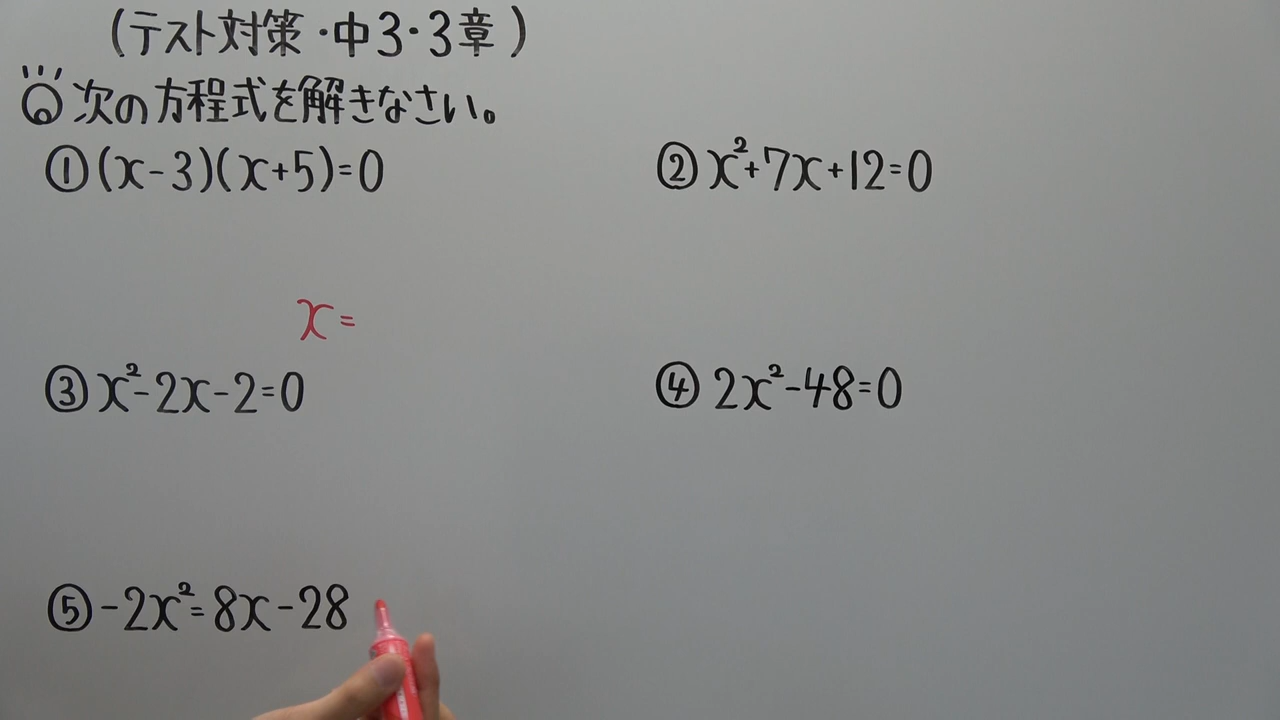 (テスト対策・中3・3章)
Q次の方程式を解きなさい。
①(x-3)(x+5)=0
②x²+7x+12=0
x=
③x²-2x-2=0
④2x²-48=0
⑤-2x²=8x-28